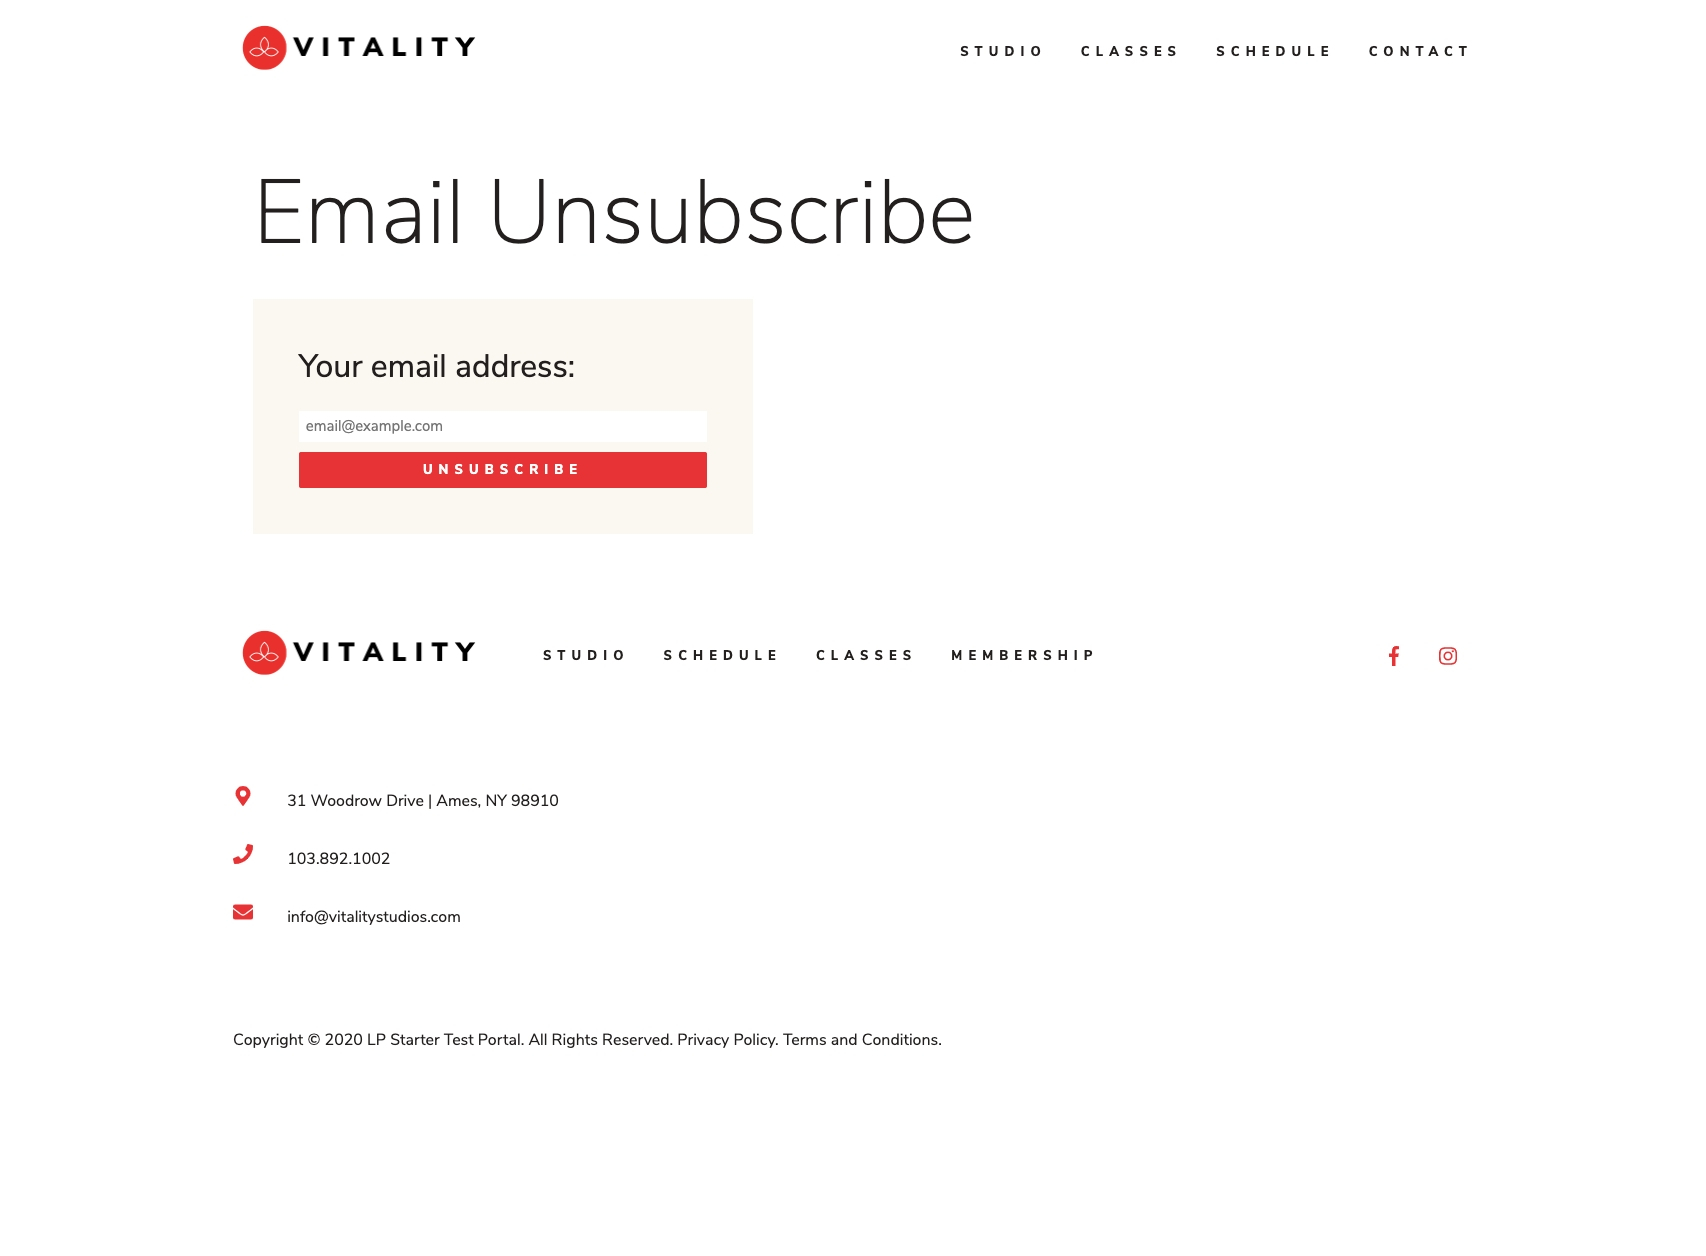 VITALITY
STUDIO CLASSES SCHEDULE CONTACT
Email Unsubscribe
Your email address:
email@example.com
UNSUBSCRIBE
VITALITY
STUDIO SCHEDULE CLASSES MEMBERSHIP
31 Woodrow Drive | Ames, NY 98910
103.892.1002
info@vitalitystudios.com
Copyright © 2020 LP Starter Test Portal. All Rights Reserved. Privacy Policy. Terms and Conditions.